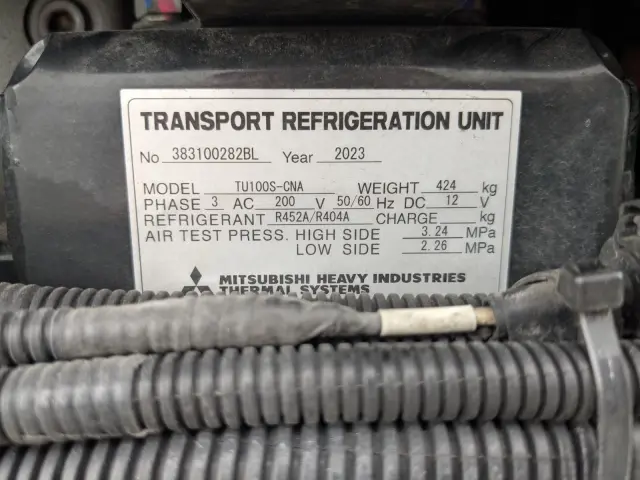 TRANSPORT REFRIGERATION UNIT
No 383100282BL Year 2023
MODEL TU100S-CNA WEIGHT 424 kg
PHASE 3 AC 200 V 50/60 Hz DC 12 V
REFRIGERANT R452A/R404A CHARGE kg
AIR TEST PRESS. HIGH SIDE 3.24 MPa
LOW SIDE 2.26 MPa
MITSUBISHI HEAVY INDUSTRIES
THERMAL SYSTEMS